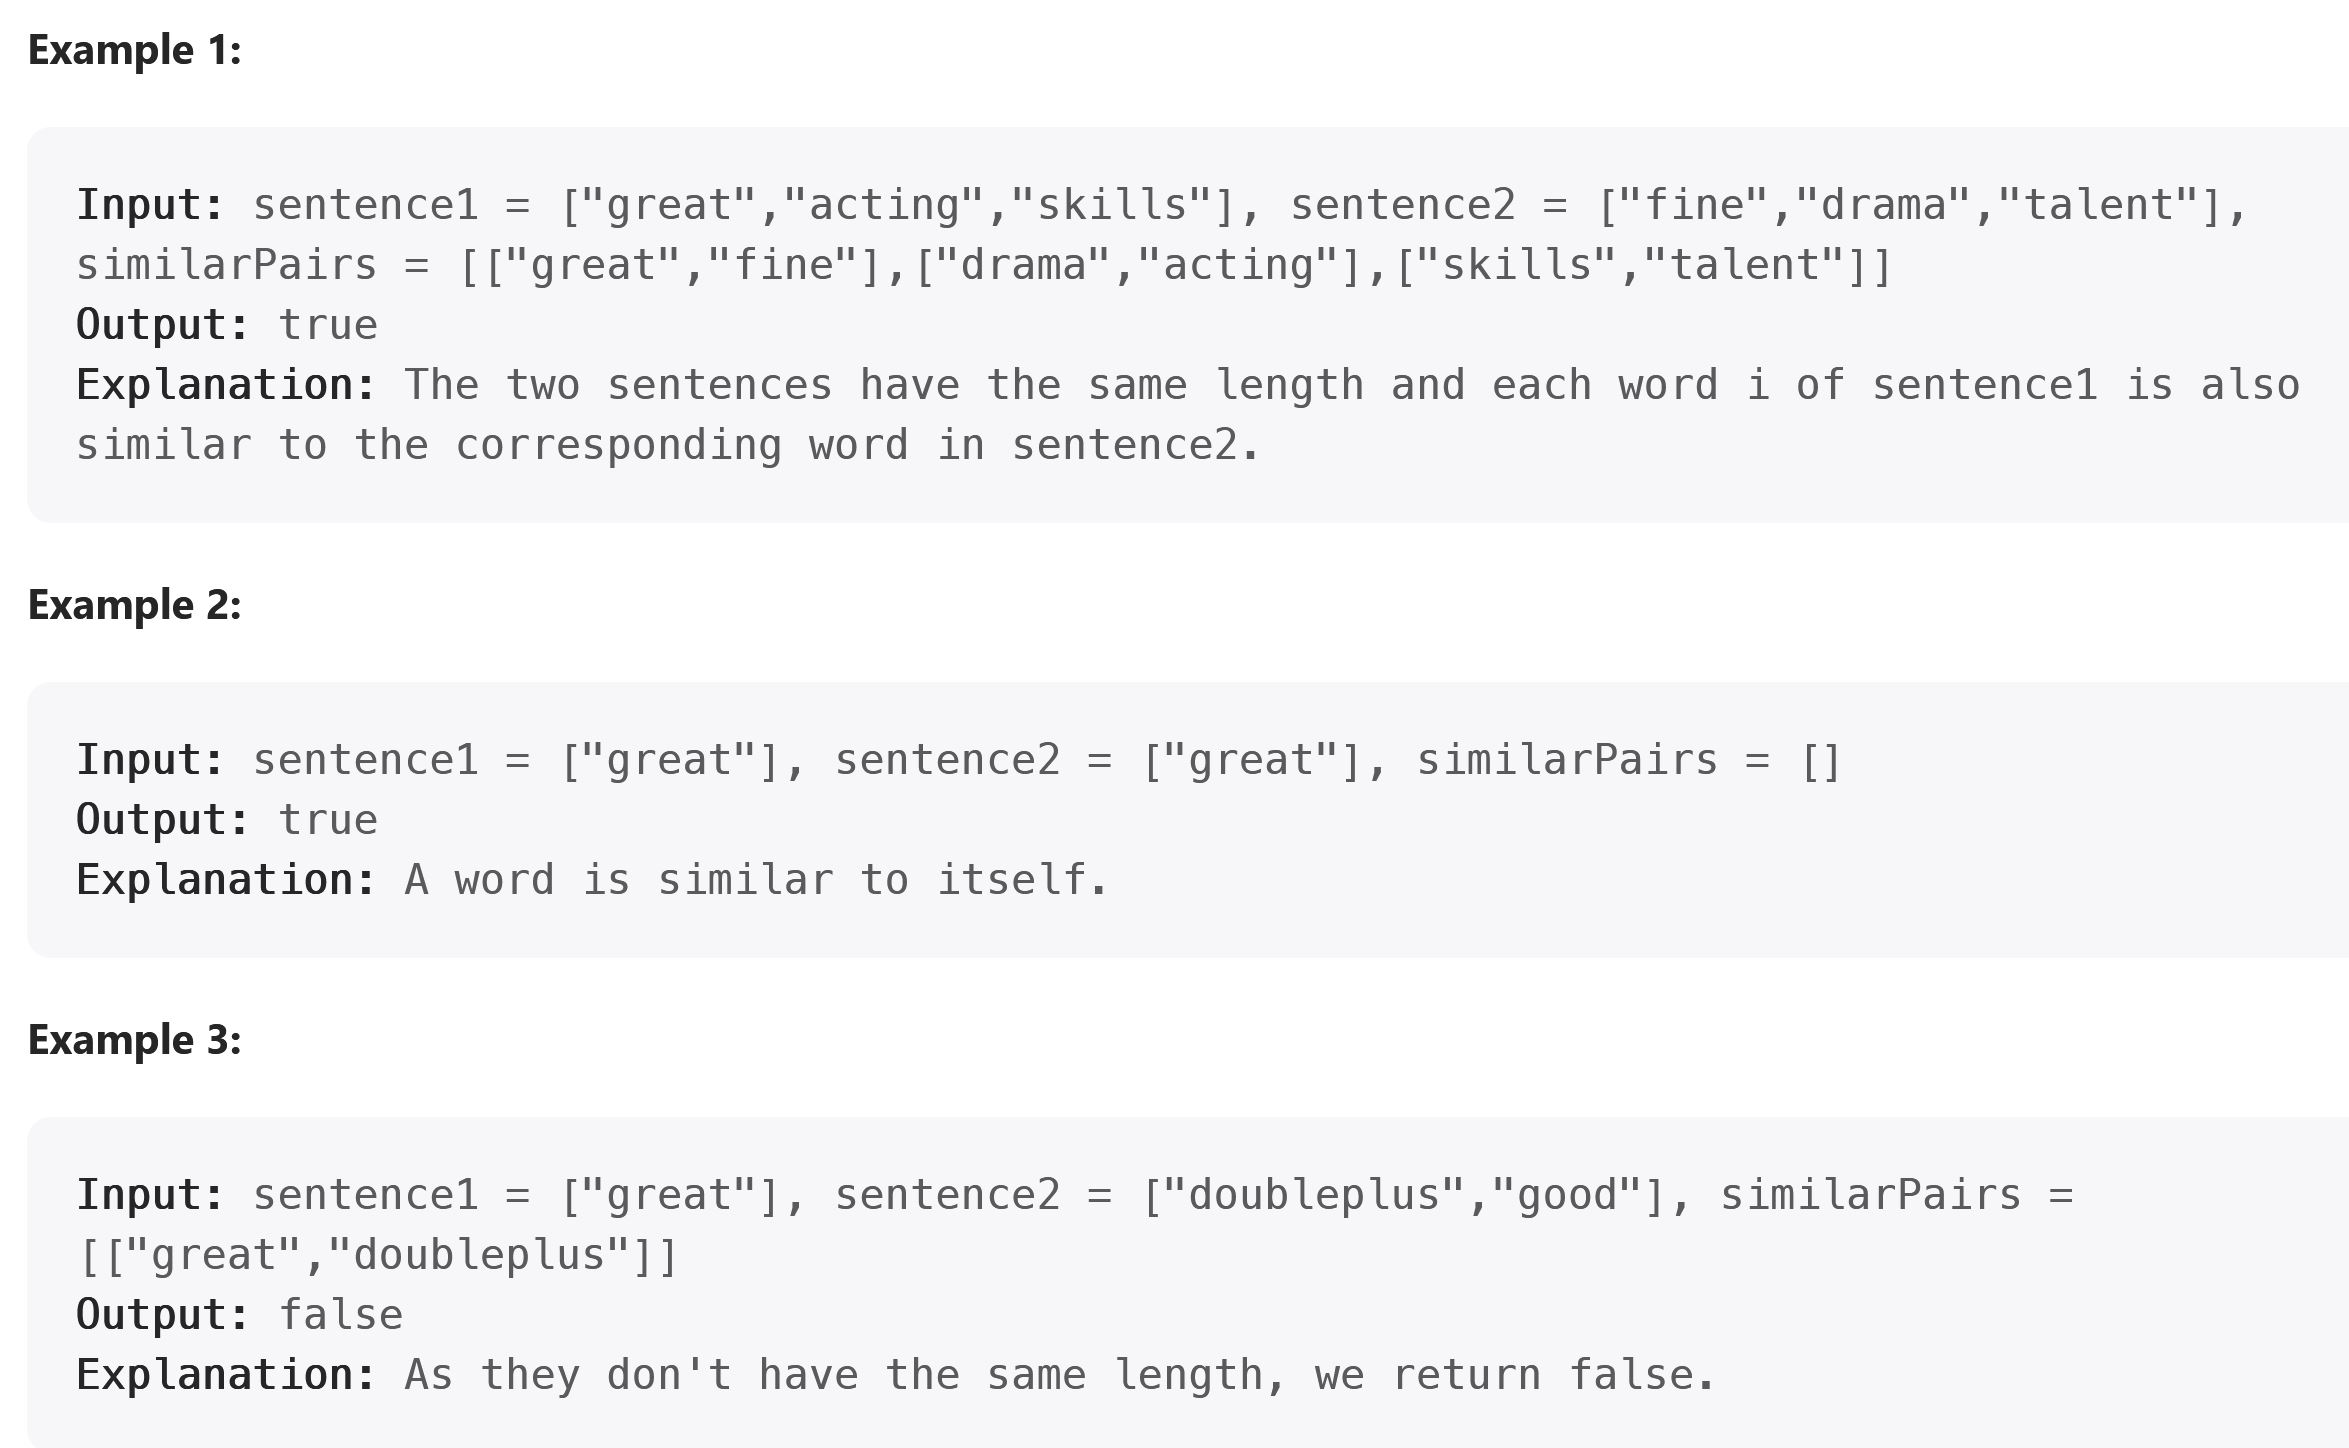 Example 1:
Input: sentence1 = ["great","acting","skills"], sentence2 = ["fine","drama","talent"],
similarPairs = [["great","fine"],["drama","acting"],["skills","talent"]]
Output: true
Explanation: The two sentences have the same length and each word i of sentence1 is also
similar to the corresponding word in sentence2.
Example 2:
Input: sentence1 = ["great"], sentence2 = ["great"], similarPairs = []
Output: true
Explanation: A word is similar to itself.
Example 3:
Input: sentence1 = ["great"], sentence2 = ["doubleplus","good"], similarPairs =
[["great","doubleplus"]]
Output: false
Explanation: As they don't have the same length, we return false.